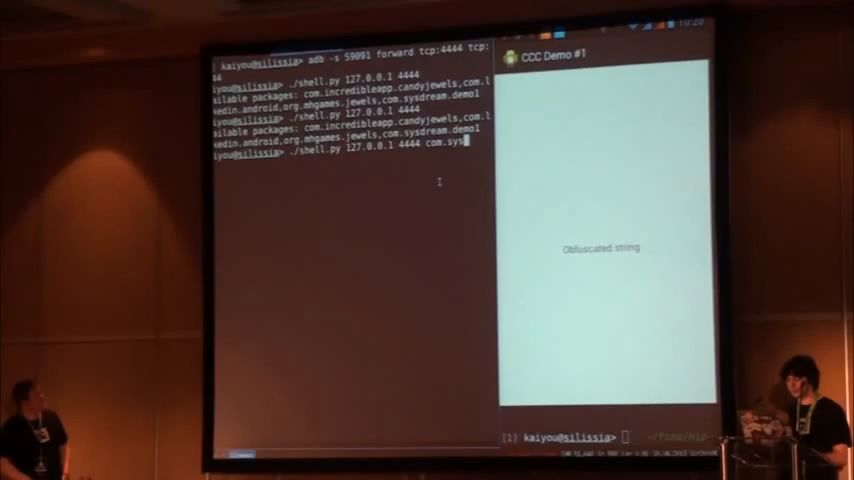 kaiyou@silissia> adb -s S9091 forward tcp:4444 tcp:
44
iyou@silissia> ./shell.py 127.0.0.1 4444
ailable packages: com.incredibleapp.candyjewels,com.l
kedin.android,org.mhgames.jewels,com.sysdream.demo1
iyou@silissia> ./shell.py 127.0.0.1 4444
ailable packages: com.incredibleapp.candyjewels,com.l
kedin.android,org.mhgames.jewels,com.sysdream.demo1
iyou@silissia> ./shell.py 127.0.0.1 4444 com.sys
10:20
CCC Demo #1
Obfuscated string
[1] kaiyou@silissia>